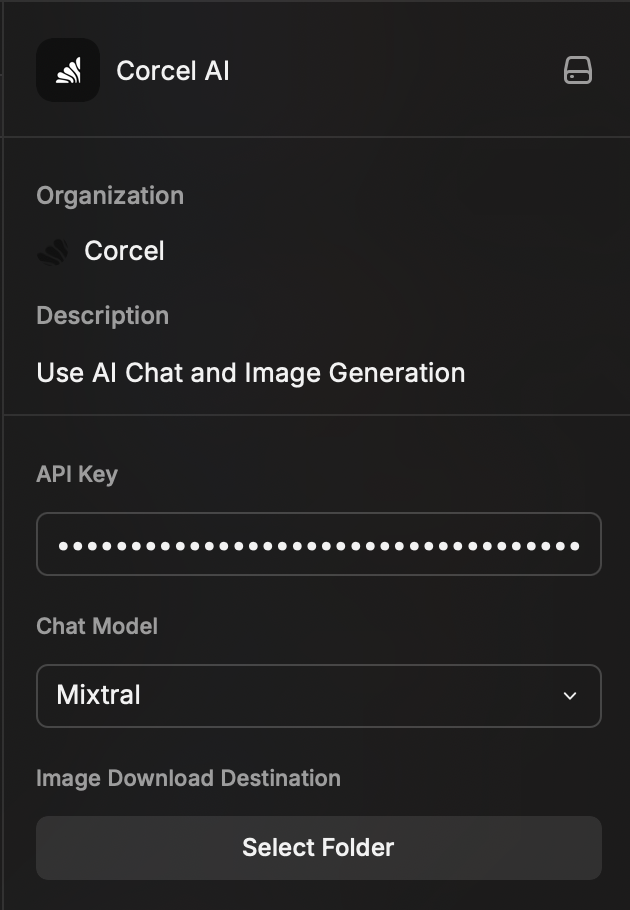 Corcel AI
Organization
Corcel
Description
Use AI Chat and Image Generation
API Key
••••••••••••••••••••••••••••••••••••
Chat Model
Mixtral
Image Download Destination
Select Folder